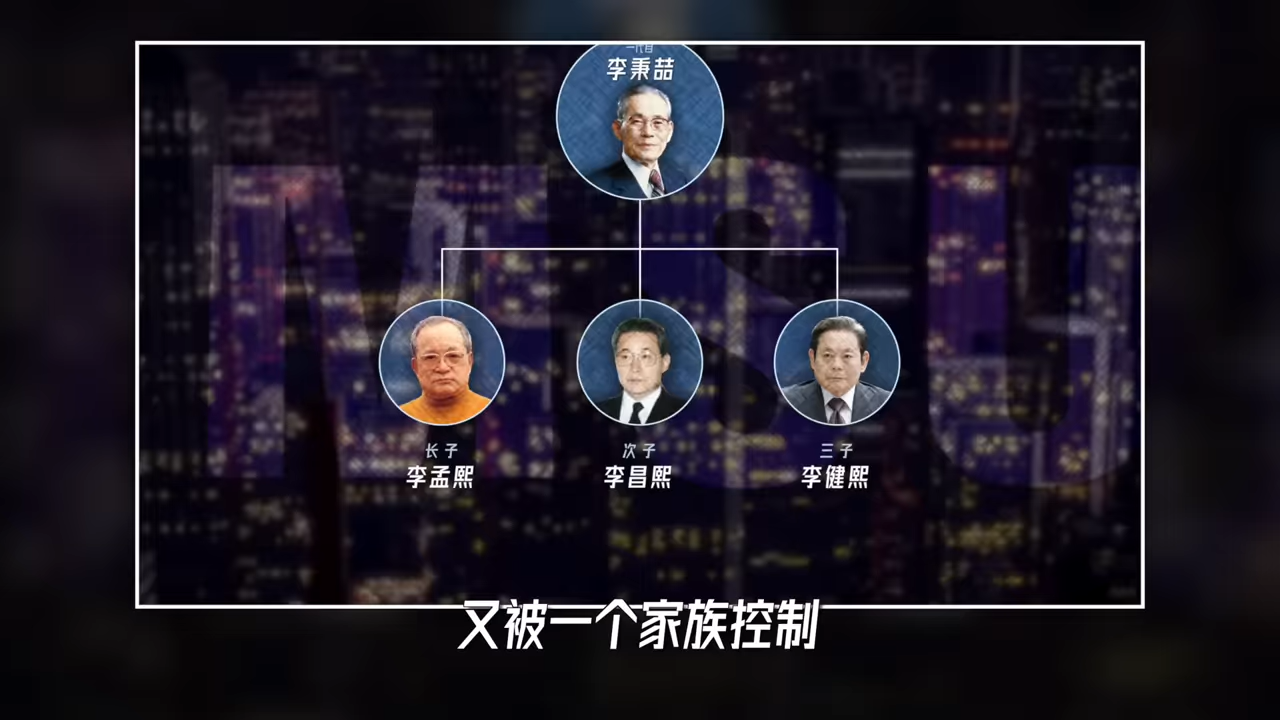 一代目
李秉喆
长子
次子
三子
李孟熙
李昌熙
李健熙
又被一个家族控制